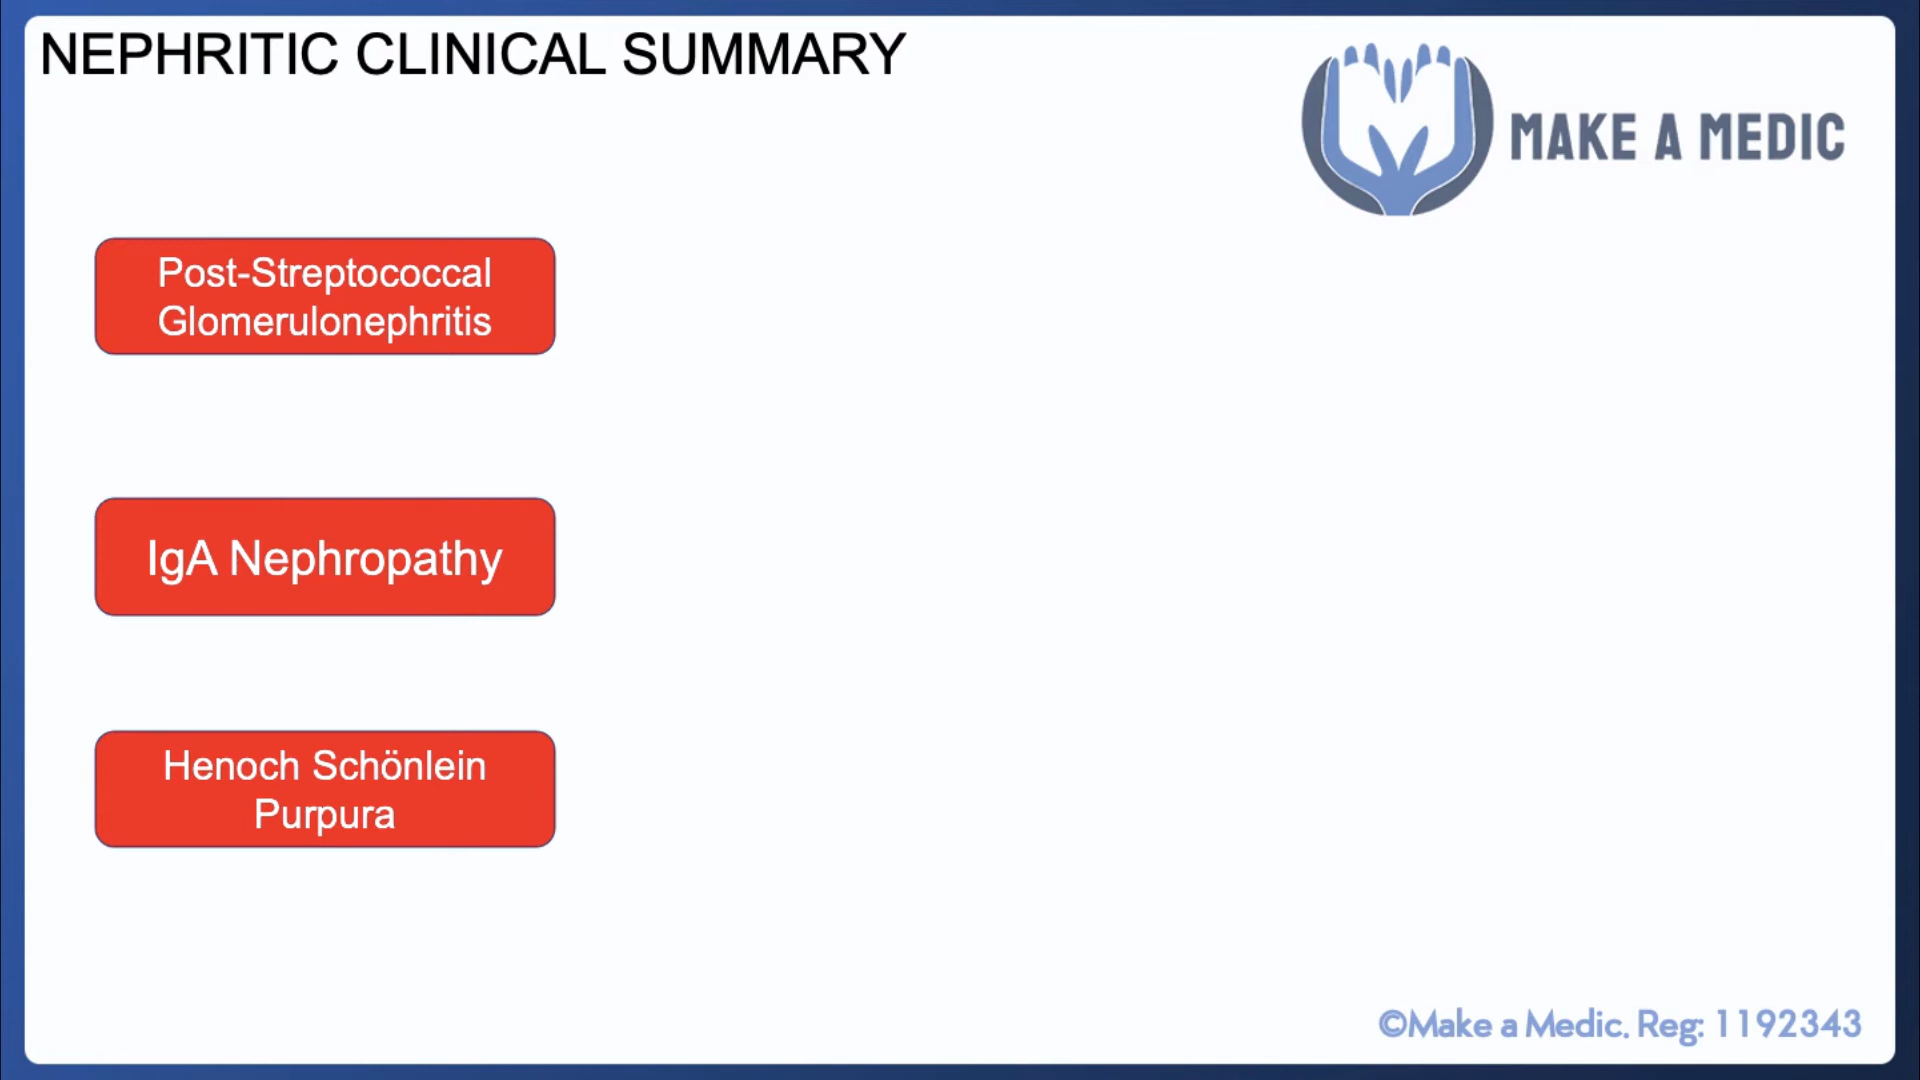 NEPHRITIC CLINICAL SUMMARY
MAKE A MEDIC
Post-Streptococcal
Glomerulonephritis
IgA Nephropathy
Henoch Schönlein
Purpura
©Make a Medic. Reg: 1192343